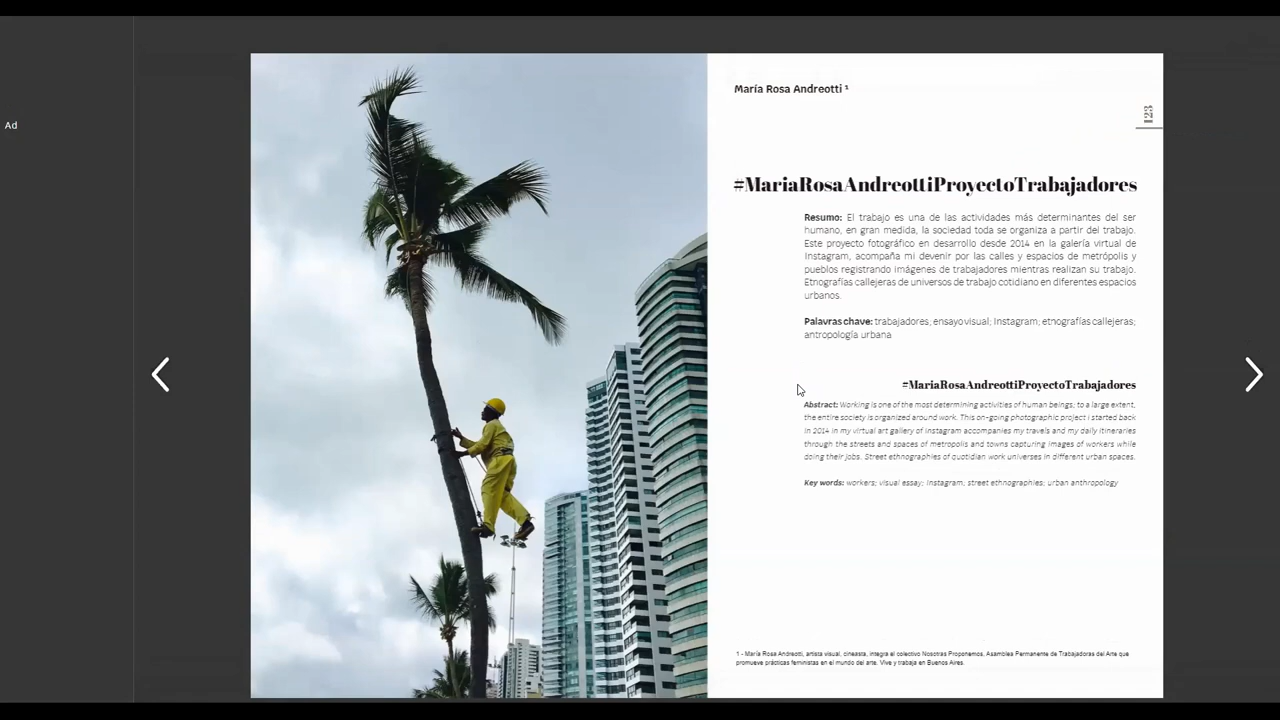 Ad
María Rosa Andreotti ¹
123
#MariaRosaAndreottiProyectoTrabajadores
Resumo: El trabajo es una de las actividades más determinantes del ser
humano, en gran medida, la sociedad toda se organiza a partir del trabajo.
Este proyecto fotográfico en desarrollo desde 2014 en la galería virtual de
Instagram, acompaña mi devenir por las calles y espacios de metrópolis y
pueblos registrando imágenes de trabajadores mientras realizan su trabajo.
Etnografías callejeras de universos de trabajo cotidiano en diferentes espacios
urbanos.
Palavras chave: trabajadores; ensayo visual; Instagram; etnografías callejeras;
antropología urbana
#MariaRosaAndreottiProyectoTrabajadores
Abstract: Working is one of the most determining activities of human beings; to a large extent,
the entire society is organized around work. This on-going photographic project i started back
in 2014 in my virtual art gallery of Instagram accompanies my travels and my daily itineraries
through the streets and spaces of metropolis and towns capturing images of workers while
doing their jobs. Street ethnographies of quotidian work universes in different urban spaces.
Key words: workers; visual essay; Instagram; street ethnographies; urban anthropology
1 - María Rosa Andreotti, artista visual, cineasta, integra el colectivo Nosotras Proponemos, Asamblea Permanente de Trabajadoras del Arte que
promueve prácticas feministas en el mundo del arte. Vive y trabaja en Buenos Aires.